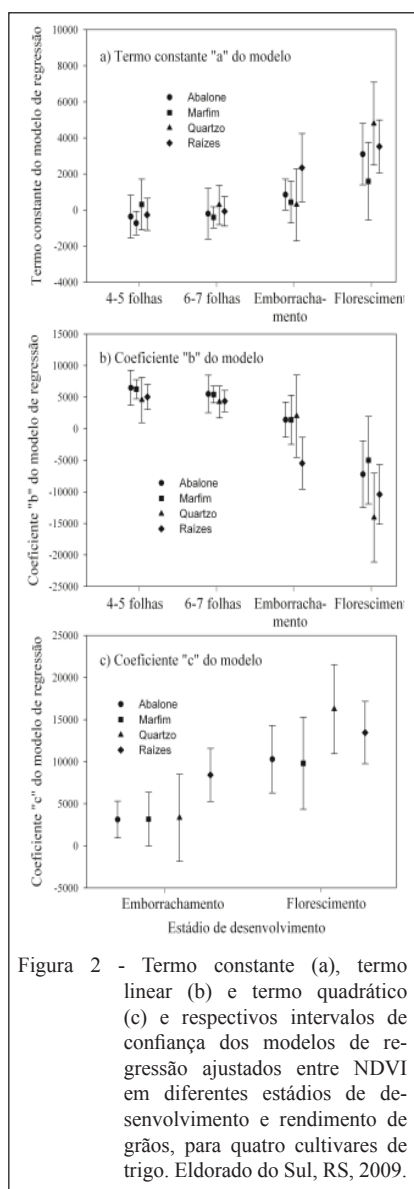 10000
8000
6000
4000
2000
0
-2000
-4000
Termo constante do modelo de regressão
a) Termo constante "a" do modelo
Abalone
Marfim
Quartzo
Raízes
4-5 folhas
6-7 folhas
Emborracha-
mento
Florescimento
15000
10000
5000
0
-5000
-10000
-15000
-20000
-25000
Coeficiente "b" do modelo de regressão
b) Coeficiente "b" do modelo
Abalone
Marfim
Quartzo
Raízes
4-5 folhas
6-7 folhas
Emborracha-
mento
Florescimento
25000
20000
15000
10000
5000
0
-5000
Coeficiente "c" do modelo de regressão
c) Coeficiente "c" do modelo
Abalone
Marfim
Quartzo
Raízes
Emborrachamento
Florescimento
Estádio de desenvolvimento
Figura 2 - Termo constante (a), termo
linear (b) e termo quadrático
(c) e respectivos intervalos de
confiança dos modelos de re-
gressão ajustados entre NDVI
em diferentes estádios de de-
senvolvimento e rendimento de
grãos, para quatro cultivares de
trigo. Eldorado do Sul, RS, 2009.